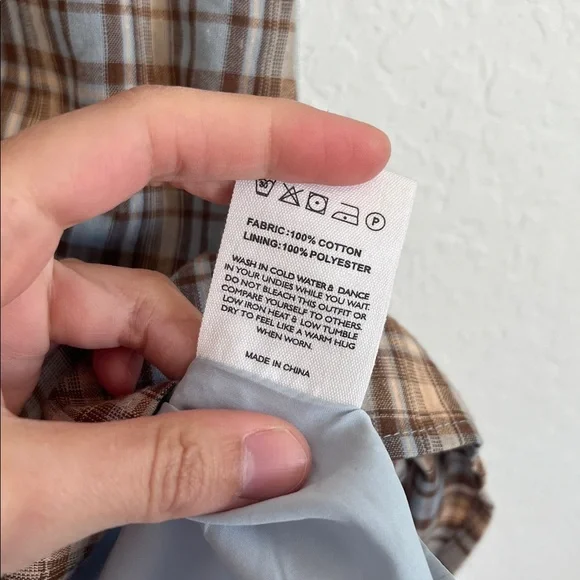 30 P
FABRIC:100% COTTON
LINING:100% POLYESTER
WASH IN COLD WATER & DANCE
IN YOUR UNDIES WHILE YOU WAIT.
DO NOT BLEACH THIS OUTFIT OR
COMPARE YOURSELF TO OTHERS.
LOW IRON HEAT & LOW TUMBLE
DRY TO FEEL LIKE A WARM HUG
WHEN WORN.
MADE IN CHINA